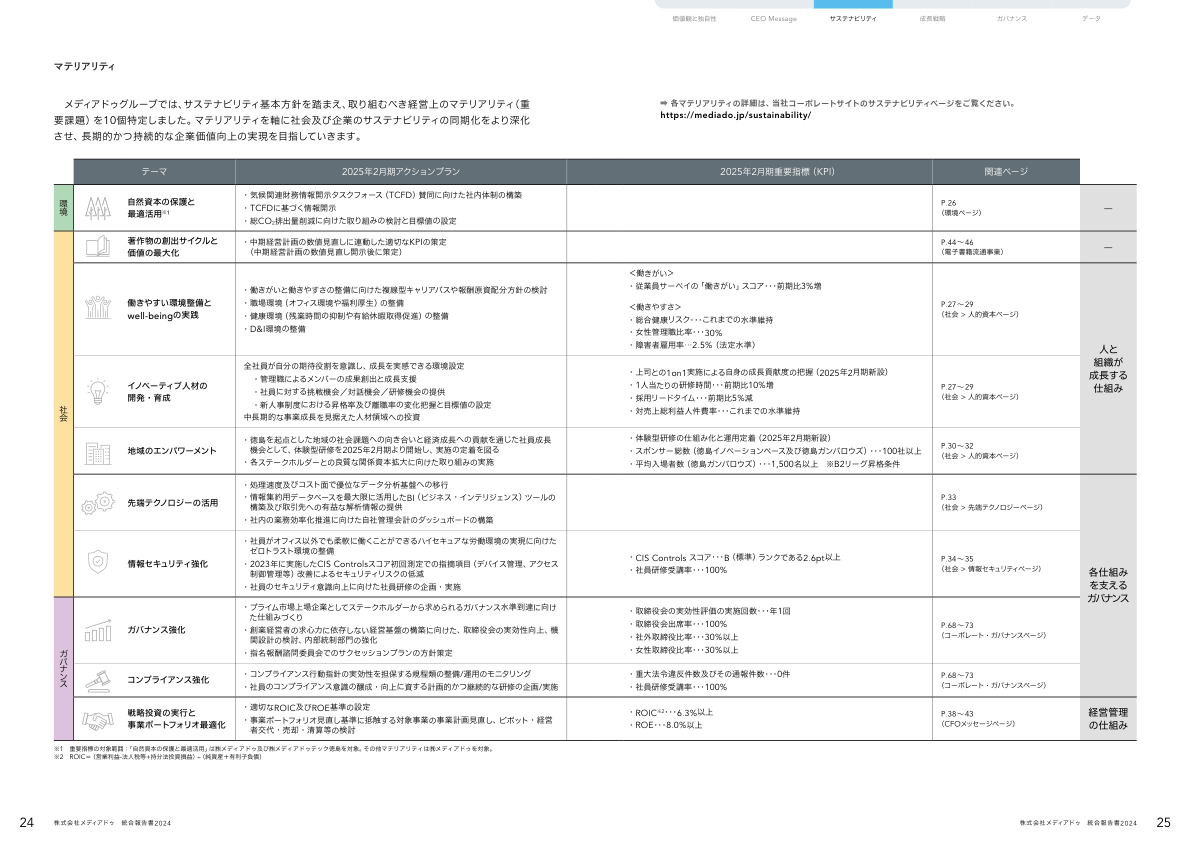 価値観と独自性
CEO Message
サステナビリティ
成長戦略
ガバナンス
データ
マテリアリティ
メディアドゥグループでは、サステナビリティ基本方針を踏まえ、取り組むべき経営上のマテリアリティ（重
要課題）を10個特定しました。マテリアリティを軸に社会及び企業のサステナビリティの同期化をより深化
させ、長期的かつ持続的な企業価値向上の実現を目指していきます。
⇒ 各マテリアリティの詳細は、当社コーポレートサイトのサステナビリティページをご覧ください。
https://mediado.jp/sustainability/
テーマ
2025年2月期アクションプラン
2025年2月期重要指標（KPI）
関連ページ
環境
自然資本の保護と
最適活用※1
・気候関連財務情報開示タスクフォース（TCFD）賛同に向けた社内体制の構築
・TCFDに基づく情報開示
・総CO₂排出量削減に向けた取り組みの検討と目標値の設定
P.26
（環境ページ）
―
社会
著作物の創出サイクルと
価値の最大化
・中期経営計画の数値見直しに連動した適切なKPIの策定
（中期経営計画の数値見直し開示後に策定）
P.44～46
（電子書籍流通事業）
―
働きやすい環境整備と
well-beingの実践
・働きがいと働きやすさの整備に向けた複線型キャリアパスや報酬原資配分方針の検討
・職場環境（オフィス環境や福利厚生）の整備
・健康環境（残業時間の抑制や有給休暇取得促進）の整備
・D&I環境の整備
＜働きがい＞
・従業員サーベイの「働きがい」スコア･･･前期比3%増
＜働きやすさ＞
・総合健康リスク･･･これまでの水準維持
・女性管理職比率･･･30%
・障害者雇用率…2.5%（法定水準）
P.27～29
（社会 > 人的資本ページ）
人と
組織が
成長する
仕組み
イノベーティブ人材の
開発・育成
全社員が自分の期待役割を意識し、成長を実感できる環境設定
・管理職によるメンバーの成果創出と成長支援
・社員に対する挑戦機会／対話機会／研修機会の提供
・新人事制度における昇格率及び離職率の変化把握と目標値の設定
中長期的な事業成長を見据えた人材領域への投資
・上司との1on1実施による自身の成長貢献度の把握（2025年2月期新設）
・1人当たりの研修時間･･･前期比10%増
・採用リードタイム･･･前期比5%減
・対売上総利益人件費率･･･これまでの水準維持
P.27～29
（社会 > 人的資本ページ）
地域のエンパワーメント
・徳島を起点とした地域の社会課題への向き合いと経済成長への貢献を通じた社員成長
機会として、体験型研修を2025年2月期より開始し、実施の定着を図る
・各ステークホルダーとの良質な関係資本拡大に向けた取り組みの実施
・体験型研修の仕組み化と運用定着（2025年2月期新設）
・スポンサー総数（徳島イノベーションベース及び徳島ガンバロウズ）･･･100社以上
・平均入場者数（徳島ガンバロウズ）･･･1,500名以上　※B2リーグ昇格条件
P.30～32
（社会 > 人的資本ページ）
先端テクノロジーの活用
・処理速度及びコスト面で優位なデータ分析基盤への移行
・情報集約用データベースを最大限に活用したBI（ビジネス・インテリジェンス）ツールの
構築及び取引先への有益な解析情報の提供
・社内の業務効率化推進に向けた自社管理会計のダッシュボードの構築
P.33
（社会 > 先端テクノロジーページ）
各仕組み
を支える
ガバナンス
情報セキュリティ強化
・社員がオフィス以外でも柔軟に働くことができるハイセキュアな労働環境の実現に向けた
ゼロトラスト環境の整備
・2023年に実施したCIS Controlsスコア初回測定での指摘項目（デバイス管理、アクセス
制御管理等）改善によるセキュリティリスクの低減
・社員のセキュリティ意識向上に向けた社員研修の企画・実施
・CIS Controls スコア･･･B（標準）ランクである2.6pt以上
・社員研修受講率･･･100%
P.34～35
（社会 > 情報セキュリティページ）
ガバナンス
ガバナンス強化
・プライム市場上場企業としてステークホルダーから求められるガバナンス水準到達に向け
た仕組みづくり
・創業経営者の求心力に依存しない経営基盤の構築に向けた、取締役会の実効性向上、機
関設計の検討、内部統制部門の強化
・指名報酬諮問委員会でのサクセッションプランの方針策定
・取締役会の実効性評価の実施回数･･･年1回
・取締役会出席率･･･100%
・社外取締役比率･･･30%以上
・女性取締役比率･･･30%以上
P.68～73
（コーポレート・ガバナンスページ）
コンプライアンス強化
・コンプライアンス行動指針の実効性を担保する規程類の整備/運用のモニタリング
・社員のコンプライアンス意識の醸成・向上に資する計画的かつ継続的な研修の企画/実施
・重大法令違反件数及びその通報件数･･･0件
・社員研修受講率･･･100%
P.68～73
（コーポレート・ガバナンスページ）
戦略投資の実行と
事業ポートフォリオ最適化
・適切なROIC及びROE基準の設定
・事業ポートフォリオ見直し基準に抵触する対象事業の事業計画見直し、ピボット・経営
者交代・売却・清算等の検討
・ROIC※2･･･6.3%以上
・ROE･･･8.0%以上
P.38～43
（CFOメッセージページ）
経営管理
の仕組み
※1　重要指標の対象範囲：「自然資本の保護と最適活用」は㈱メディアドゥ及び㈱メディアドゥテック徳島を対象。その他マテリアリティは㈱メディアドゥを対象。
※2　ROIC＝（営業利益-法人税等＋持分法投資損益）÷（純資産＋有利子負債）
24
株式会社メディアドゥ　統合報告書2024
株式会社メディアドゥ　統合報告書2024
25